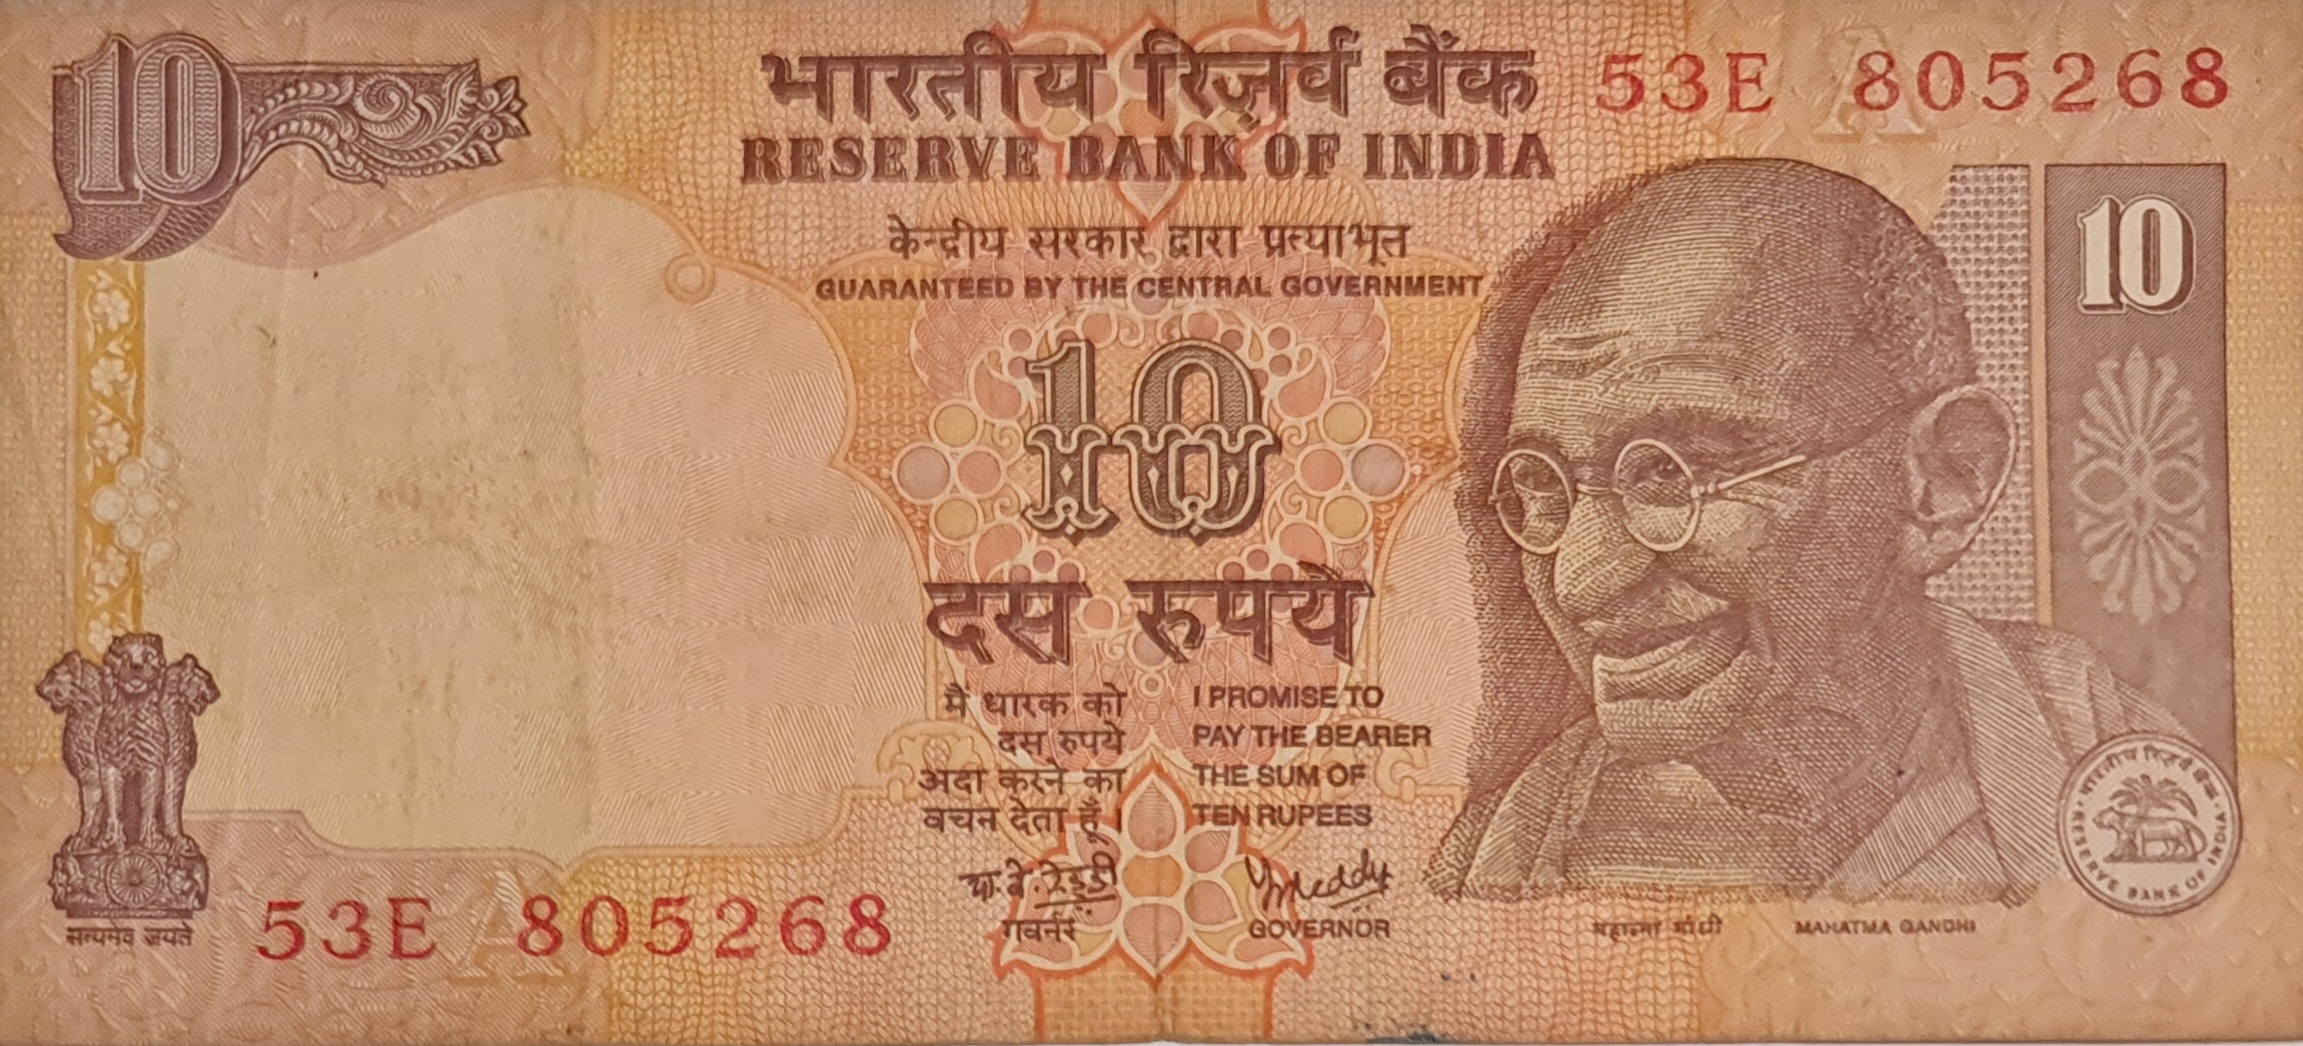 10
भारतीय रिज़र्व बैंक
RESERVE BANK OF INDIA
53E 805268
केन्द्रीय सरकार द्वारा प्रत्याभूत
GUARANTEED BY THE CENTRAL GOVERNMENT
10
10
दस रुपये
मैं धारक को
दस रुपये
अदा करने का
वचन देता हूँ।
I PROMISE TO
PAY THE BEARER
THE SUM OF
TEN RUPEES
या.वे.रेड्डी
गवर्नर
YVReddy
GOVERNOR
सत्यमेव जयते
53E A 805268
महात्मा गांधी
MAHATMA GANDHI
भारतीय रिज़र्व बैंक
RESERVE BANK OF INDIA
A